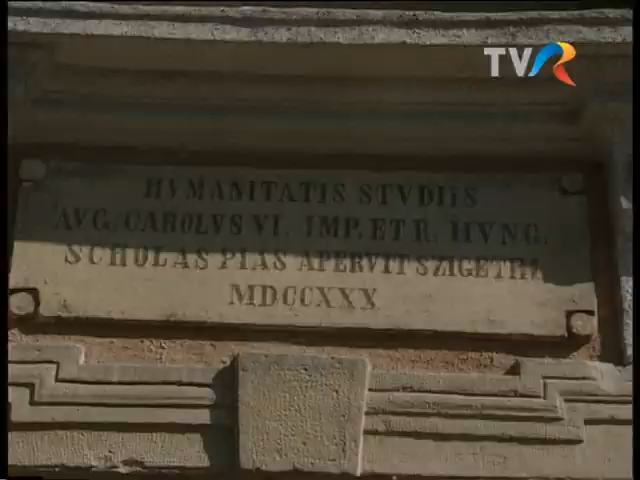 TVR
HVMANITATIS STVDIIS
AVG. CAROLVS VI. IMP. ET R. HVNG.
SCHOLAS PIAS APERVIT SZIGETHI
MDCCXXX